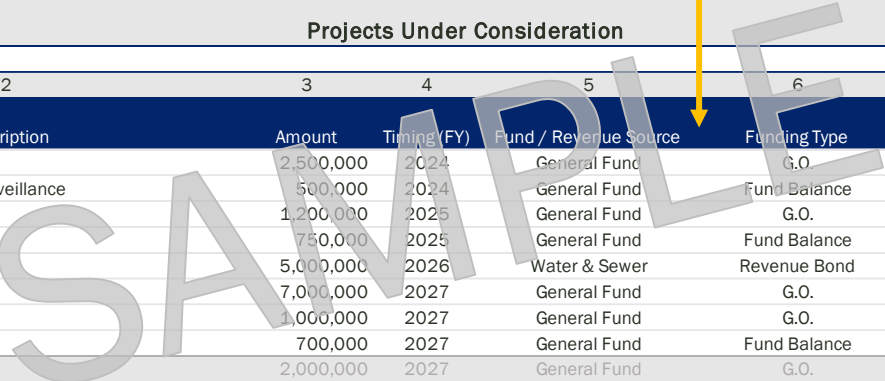 Projects Under Consideration
2 3 4 5 6
ription Amount Timing (FY) Fund / Revenue Source Funding Type
2,500,000 2024 General Fund G.O.
veillance 500,000 2024 General Fund Fund Balance
1,200,000 2025 General Fund G.O.
750,000 2025 General Fund Fund Balance
5,000,000 2026 Water & Sewer Revenue Bond
7,000,000 2027 General Fund G.O.
1,000,000 2027 General Fund G.O.
700,000 2027 General Fund Fund Balance
2,000,000 2027 General Fund G.O.
SAMPLE